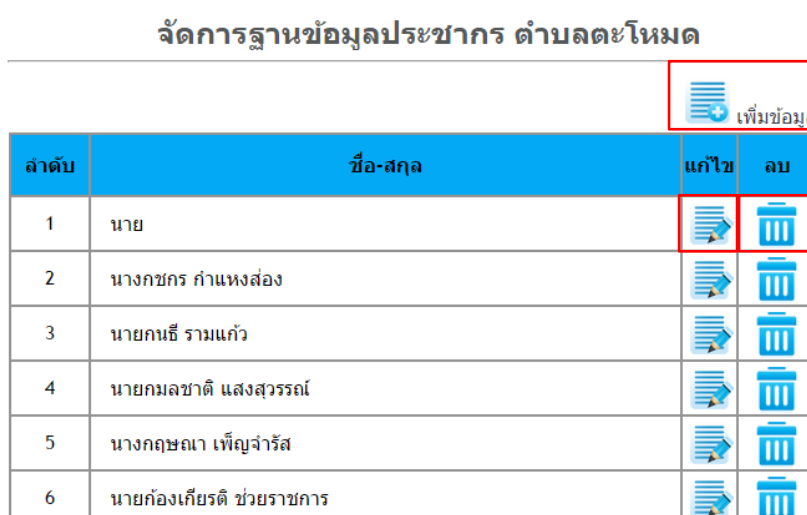 จัดการฐานข้อมูลประชากร ตำบลตะโหมด
เพิ่มข้อมู
ลำดับ ชื่อ-สกุล แก้ไข ลบ
1 นาย
2 นางกชกร กำแหงส่อง
3 นายกนธี รามแก้ว
4 นายกมลชาติ แสงสุวรรณ์
5 นางกฤษณา เพ็ญจำรัส
6 นายก้องเกียรติ ช่วยราชการ